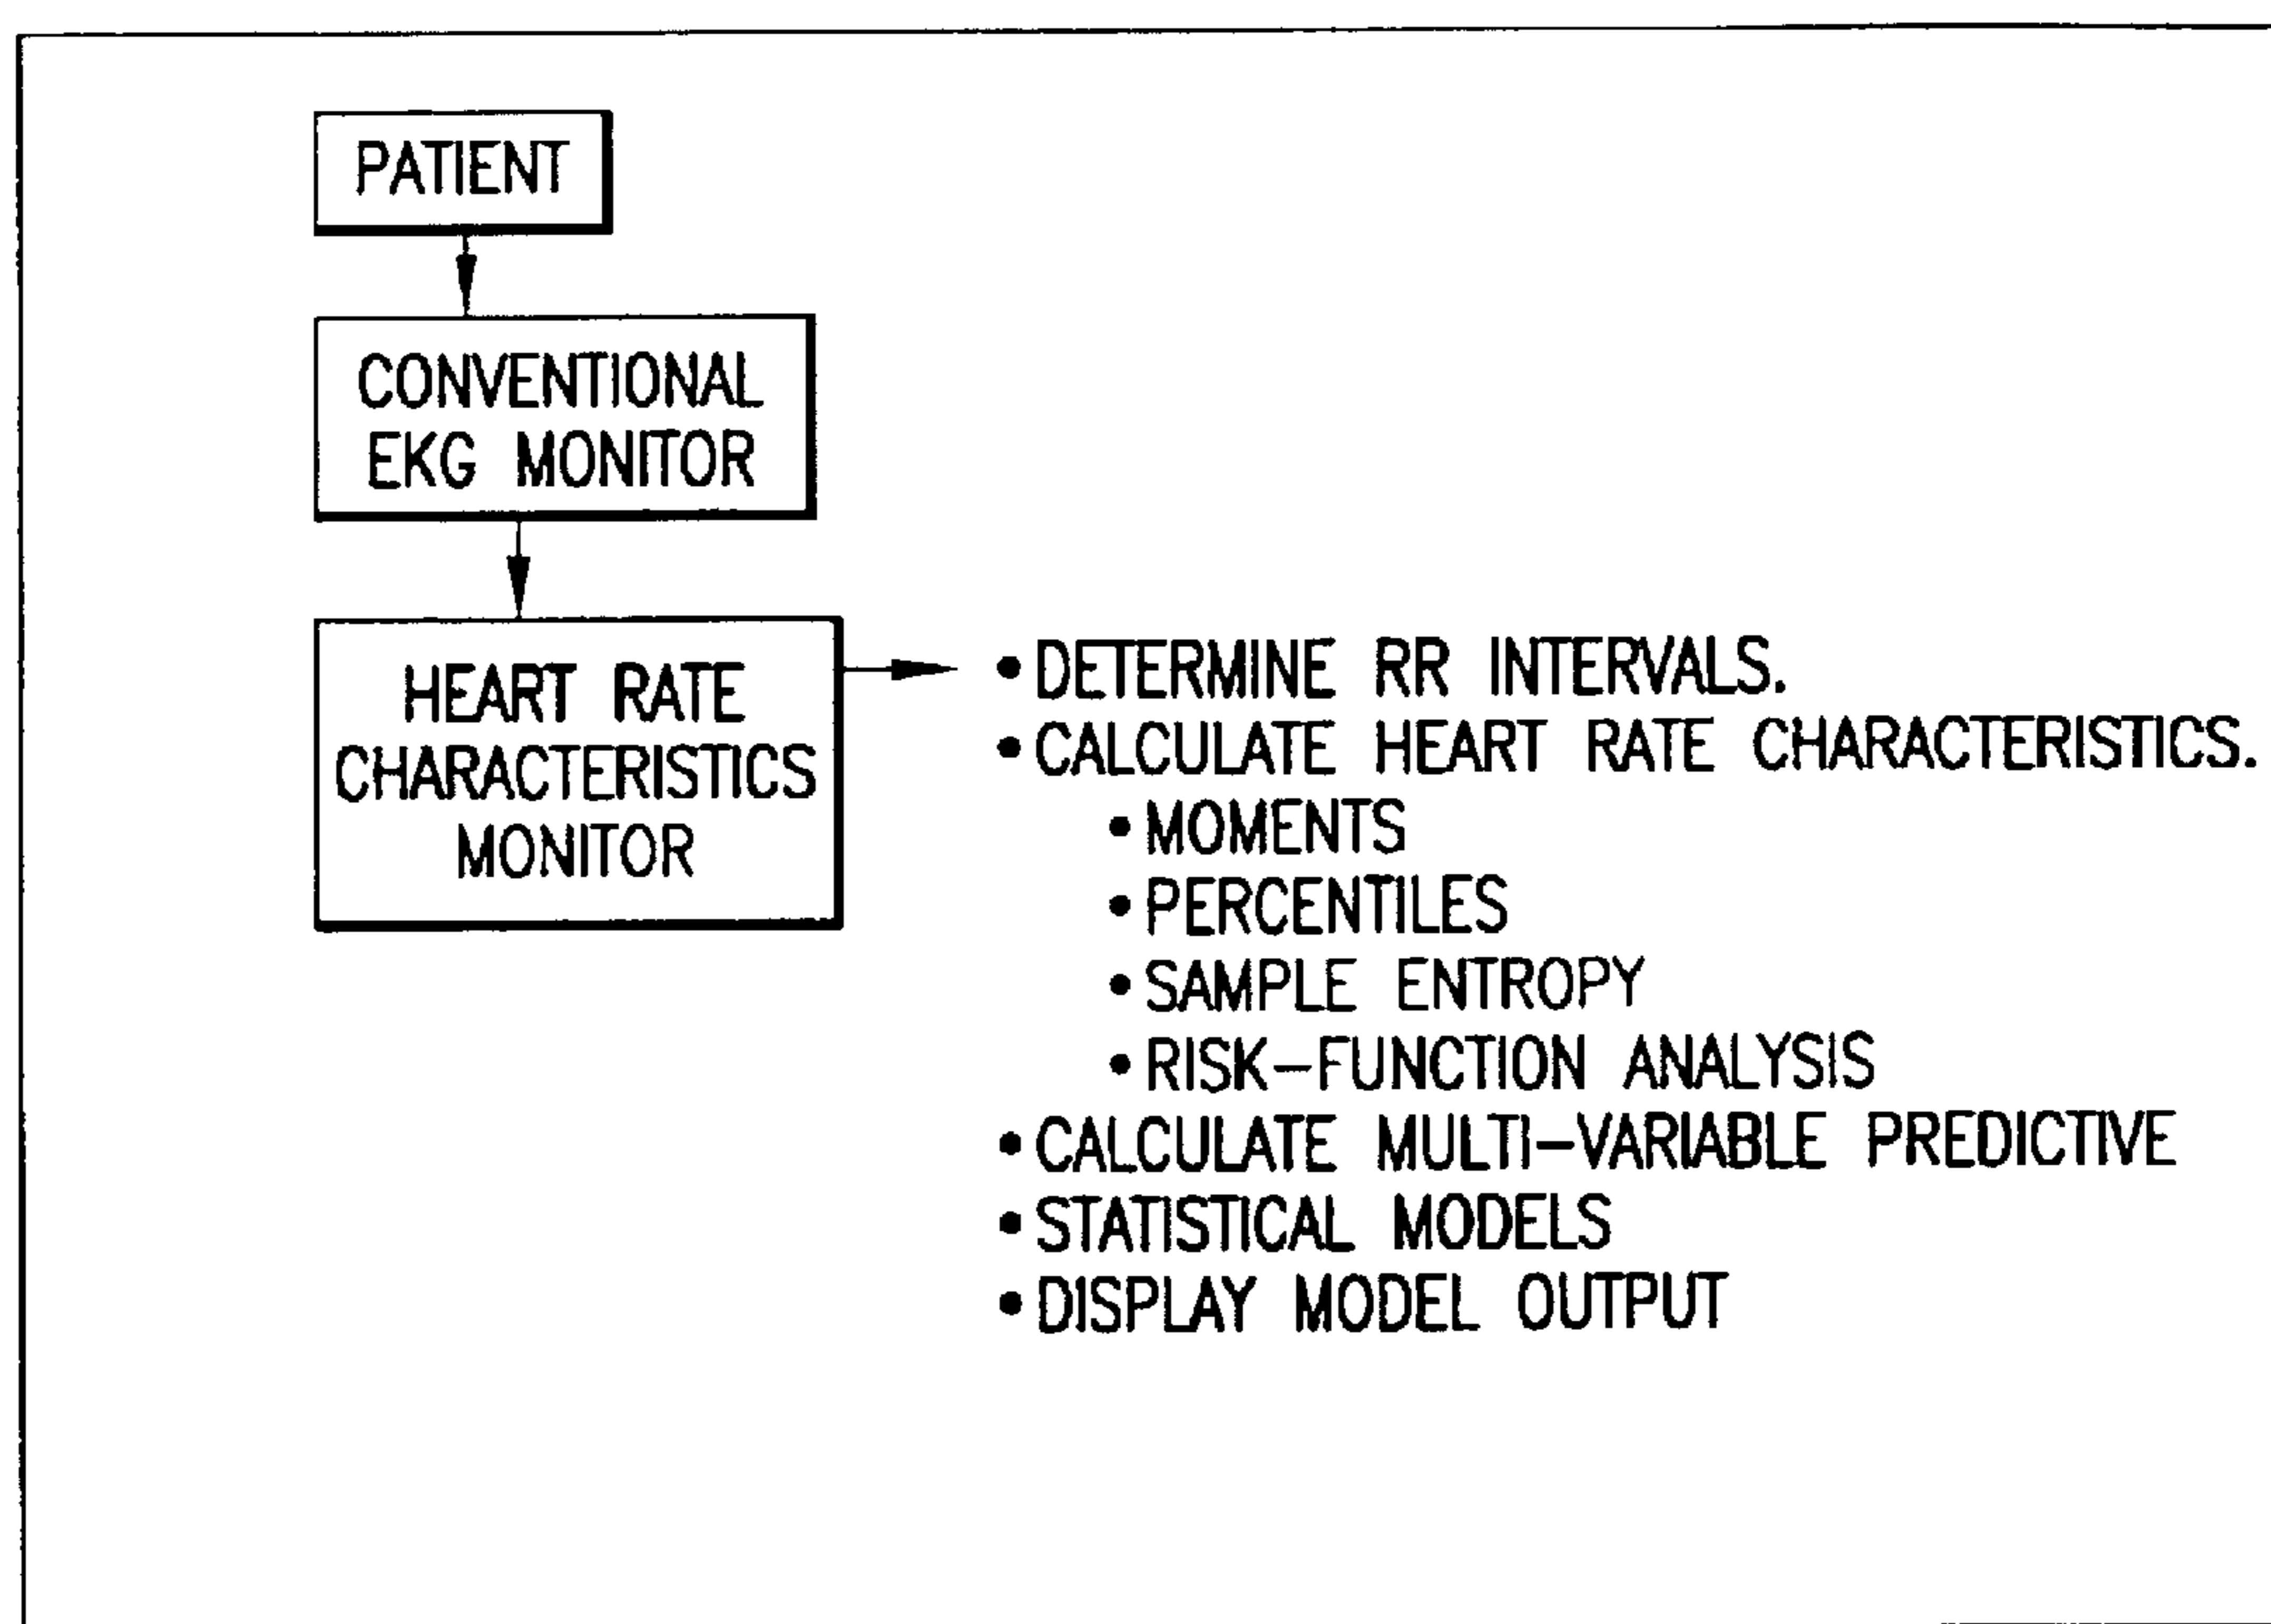 PATIENT
CONVENTIONAL
EKG MONITOR
HEART RATE
CHARACTERISTICS
MONITOR
• DETERMINE RR INTERVALS.
• CALCULATE HEART RATE CHARACTERISTICS.
• MOMENTS
• PERCENTILES
• SAMPLE ENTROPY
• RISK–FUNCTION ANALYSIS
• CALCULATE MULTI–VARIABLE PREDICTIVE
• STATISTICAL MODELS
• DISPLAY MODEL OUTPUT